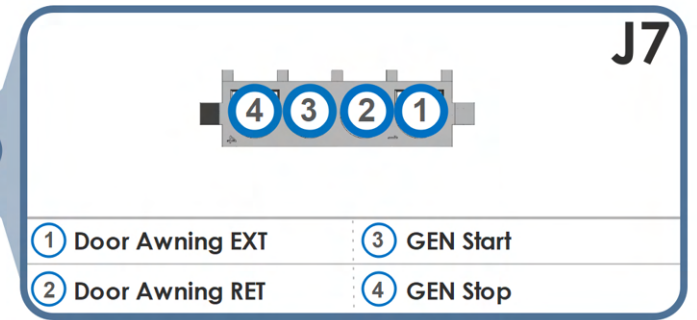 J7
4 3 2 1
1 Door Awning EXT 3 GEN Start
2 Door Awning RET 4 GEN Stop